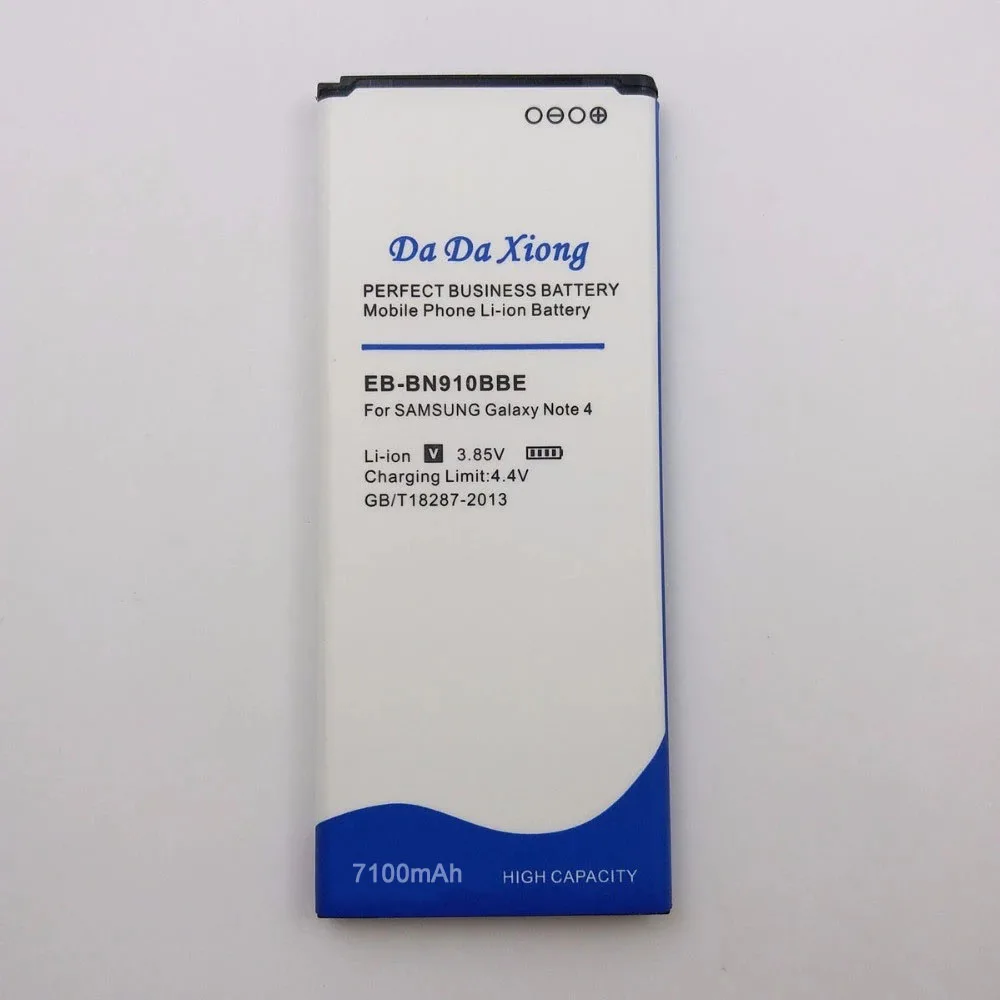 Da Da Xiong
PERFECT BUSINESS BATTERY
Mobile Phone Li-ion Battery
EB-BN910BBE
For SAMSUNG Galaxy Note 4
Li-ion V 3.85V
Charging Limit:4.4V
GB/T18287-2013
7100mAh HIGH CAPACITY